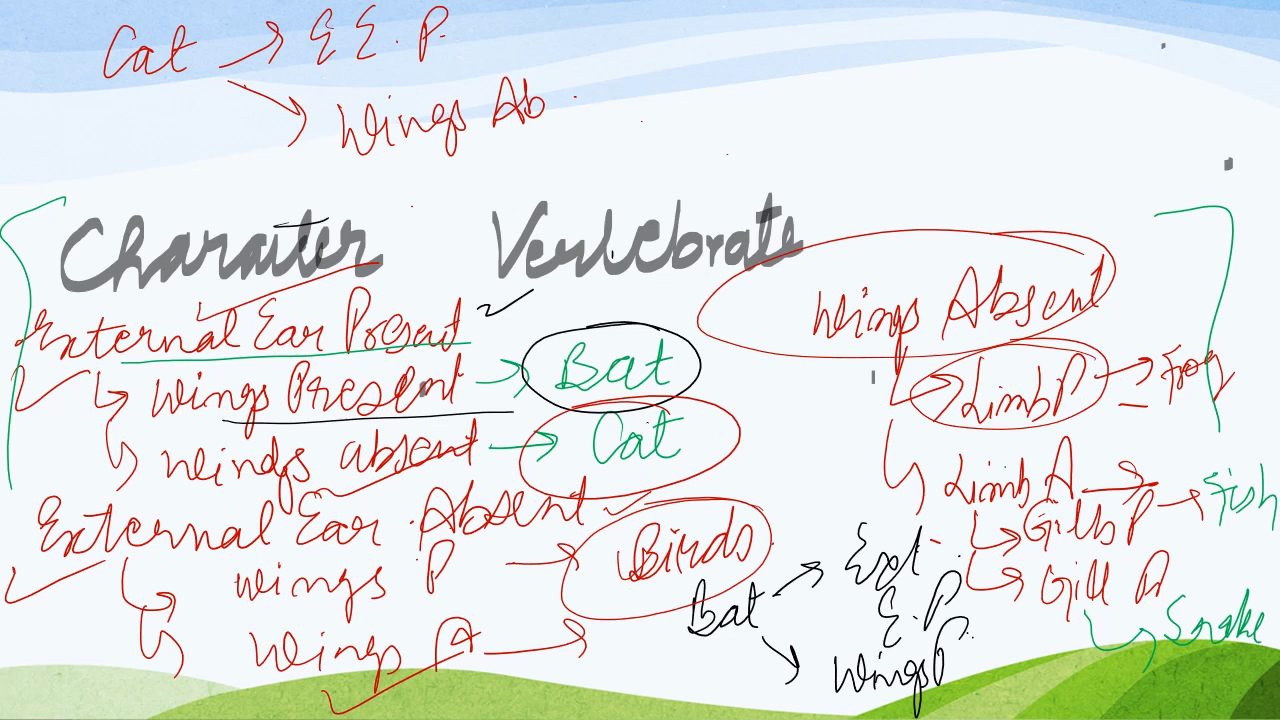 Cat → E E. P.
→ Wings Ab.
Character Vertebrate
External Ear Present
→ Wings Present → Bat
→ Wings absent → Cat
External Ear Absent
→ Wings P → Birds
→ Wings A →
Wings Absent
→ Limb P → Frog
→ Limb A →
→ Gills P → Fish
→ Gill A
→ Snake
Bat → Ext
E.P
→ Wings P